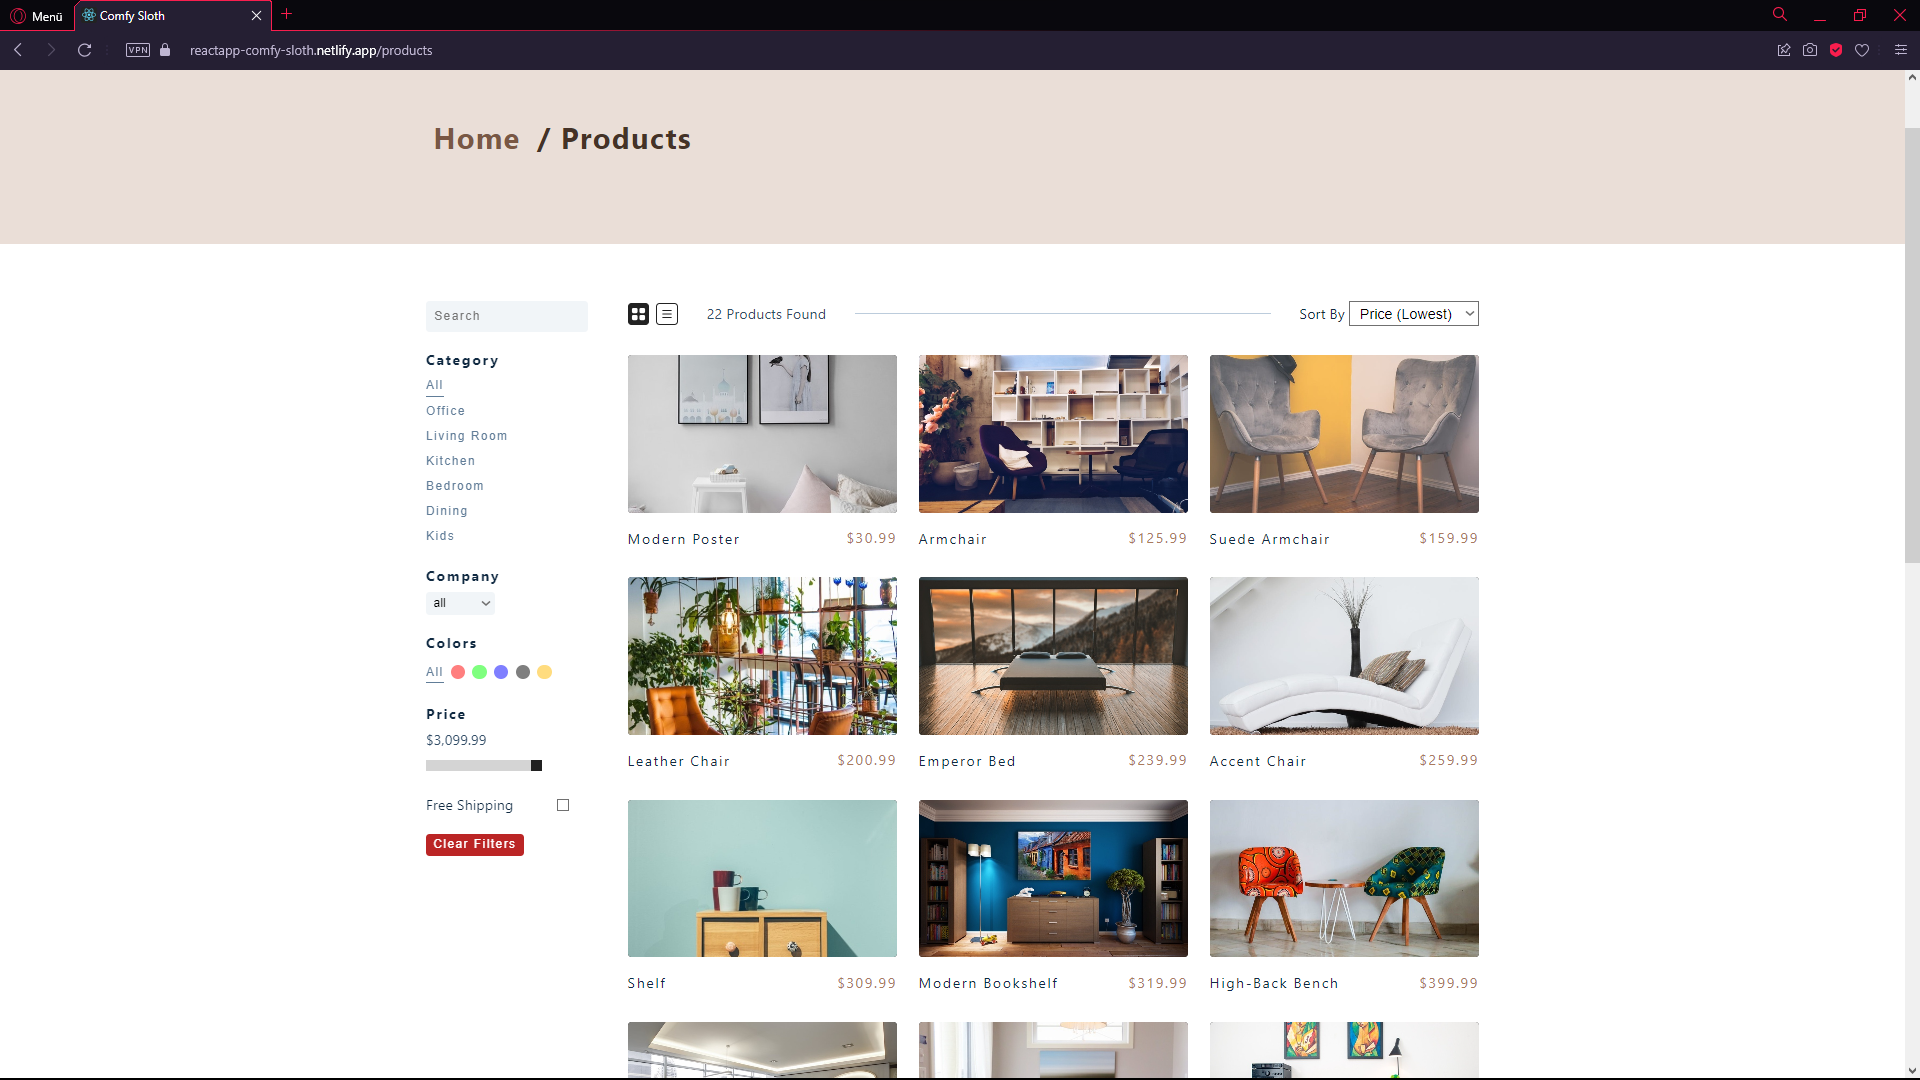 Menü
Comfy Sloth
VPN
reactapp-comfy-sloth.netlify.app/products
Home / Products
Search
Category
All
Office
Living Room
Kitchen
Bedroom
Dining
Kids
Company
all
Colors
All
Price
$3,099.99
Free Shipping
Clear Filters
22 Products Found
Sort By Price (Lowest)
Modern Poster $30.99
Armchair $125.99
Suede Armchair $159.99
Leather Chair $200.99
Emperor Bed $239.99
Accent Chair $259.99
Shelf $309.99
Modern Bookshelf $319.99
High-Back Bench $399.99